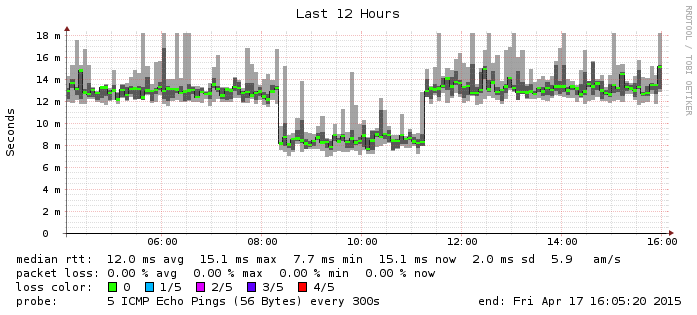 Last 12 Hours
RRDTOOL / TOBI OETIKER
Seconds
18 m
16 m
14 m
12 m
10 m
8 m
6 m
4 m
2 m
0
06:00 08:00 10:00 12:00 14:00 16:00
median rtt: 12.0 ms avg 15.1 ms max 7.7 ms min 15.1 ms now 2.0 ms sd 5.9 am/s
packet loss: 0.00 % avg 0.00 % max 0.00 % min 0.00 % now
loss color: 0 1/5 2/5 3/5 4/5
probe: 5 ICMP Echo Pings (56 Bytes) every 300s end: Fri Apr 17 16:05:20 2015